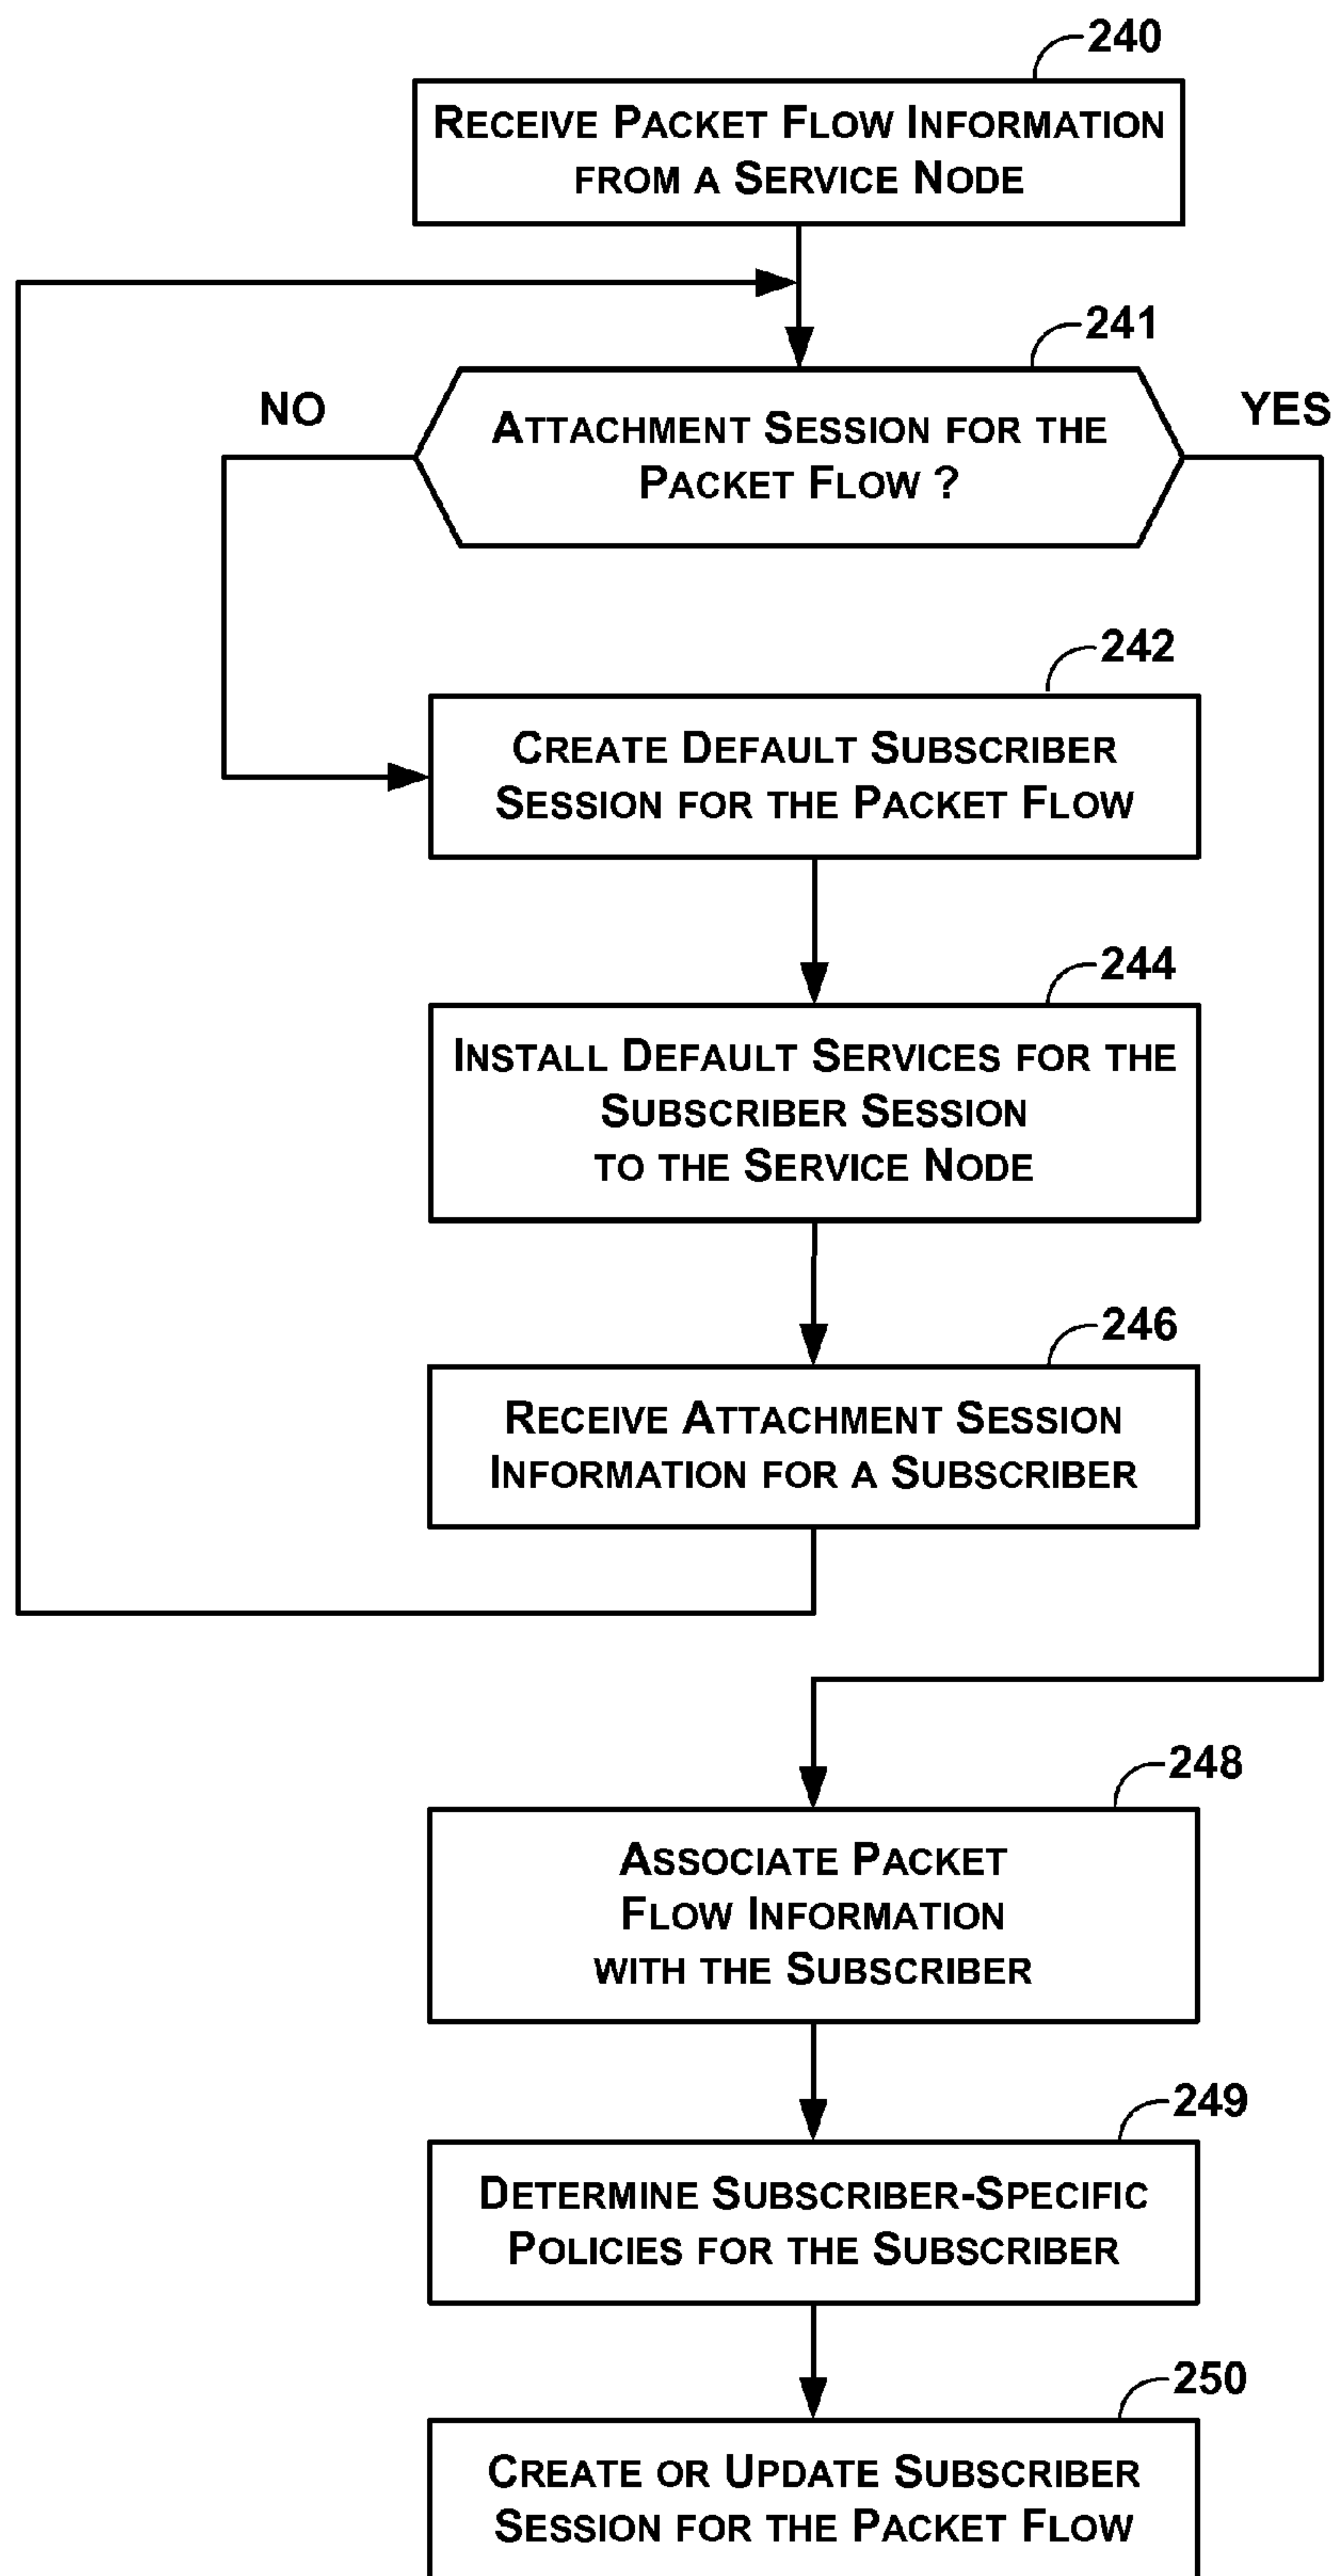 240
RECEIVE PACKET FLOW INFORMATION
FROM A SERVICE NODE
241
NO
YES
ATTACHMENT SESSION FOR THE
PACKET FLOW ?
242
CREATE DEFAULT SUBSCRIBER
SESSION FOR THE PACKET FLOW
244
INSTALL DEFAULT SERVICES FOR THE
SUBSCRIBER SESSION
TO THE SERVICE NODE
246
RECEIVE ATTACHMENT SESSION
INFORMATION FOR A SUBSCRIBER
248
ASSOCIATE PACKET
FLOW INFORMATION
WITH THE SUBSCRIBER
249
DETERMINE SUBSCRIBER-SPECIFIC
POLICIES FOR THE SUBSCRIBER
250
CREATE OR UPDATE SUBSCRIBER
SESSION FOR THE PACKET FLOW